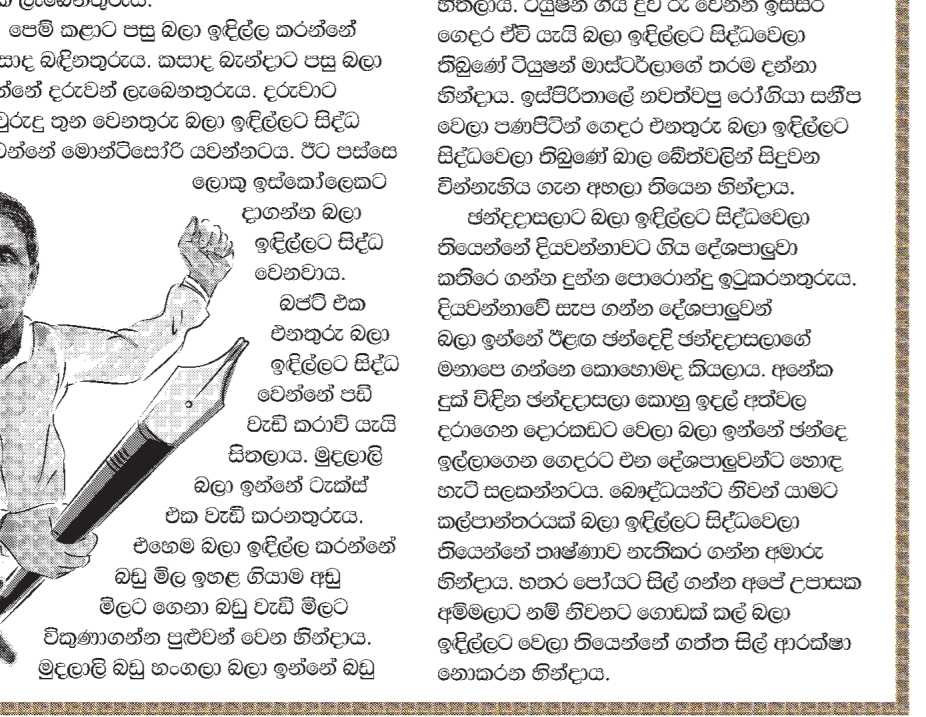 ලැබෙනතුරුය.
පෙම් කළාට පසු බලා ඉඳිල්ල කරන්නේ
බඳිනතුරුය. කසාද බැන්දාට පසු බලා
දරුවන් ලැබෙනතුරුය. දරුවාට
තුන වෙනතුරු බලා ඉඳිල්ලට සිද්ධ
මොන්ටිසෝරි යවන්නටය. ඊට පස්සෙ
ලොකු ඉස්කෝලෙකට
දාගන්න බලා
ඉඳිල්ලට සිද්ධ
වෙනවාය.
බජට් එක
එනතුරු බලා
ඉඳිල්ලට සිද්ධ
වෙන්නේ පඩි
වැඩි කරාවි යැයි
සිතලාය. මුදලාලි
බලා ඉන්නේ ටැක්ස්
එක වැඩි කරනතුරුය.
එහෙම බලා ඉඳිල්ල කරන්නේ
බඩු මිල ඉහළ ගියාම අඩු
මිලට ගෙනා බඩු වැඩි මිලට
විකුණාගන්න පුළුවන් වෙන හින්දාය.
මුදලාලි බඩු හංගලා බලා ඉන්නේ බඩු
හිතලාය. ටියුෂන් ගිය දුව රෑ වෙන්න ඉස්සර
ගෙදර ඒවි යැයි බලා ඉඳිල්ලට සිද්ධවෙලා
තිබුණේ ටියුෂන් මාස්ටර්ලාගේ තරම දන්නා
හින්දාය. ඉස්පිරිතාලේ නවත්වපු රෝගියා සනීප
වෙලා පණපිටින් ගෙදර එනතුරු බලා ඉඳිල්ලට
සිද්ධවෙලා තිබුණේ බාල බේත්වලින් සිදුවන
වින්නැහිය ගැන අහලා තියෙන හින්දාය.
ඡන්දදාසලාට බලා ඉඳිල්ලට සිද්ධවෙලා
තියෙන්නේ දියවන්නාවට ගිය දේශපාලුවා
කතිරෙ ගන්න දුන්න පොරොන්දු ඉටුකරනතුරුය.
දියවන්නාවේ සැප ගන්න දේශපාලුවන්
බලා ඉන්නේ ඊළඟ ඡන්දෙදි ඡන්දදාසලාගේ
මනාපෙ ගන්නෙ කොහොමද කියලාය. අනේක
දුක් විඳින ඡන්දදාසලා කොහු ඉදල් අත්වල
දරාගෙන දොරකඩට වෙලා බලා ඉන්නේ ඡන්දෙ
ඉල්ලාගෙන ගෙදරට එන දේශපාලුවන්ට හොඳ
හැටි සලකන්නටය. බෞද්ධයන්ට නිවන් යාමට
කල්පාන්තරයක් බලා ඉඳිල්ලට සිද්ධවෙලා
තියෙන්නේ තෘෂ්ණාව නැතිකර ගන්න අමාරු
හින්දාය. හතර පෝයට සිල් ගන්න අපේ උපාසක
අම්මලාට නම් නිවනට ගොඩක් කල් බලා
ඉඳිල්ලට වෙලා තියෙන්නේ ගත්ත සිල් ආරක්ෂා
නොකරන හින්දාය.